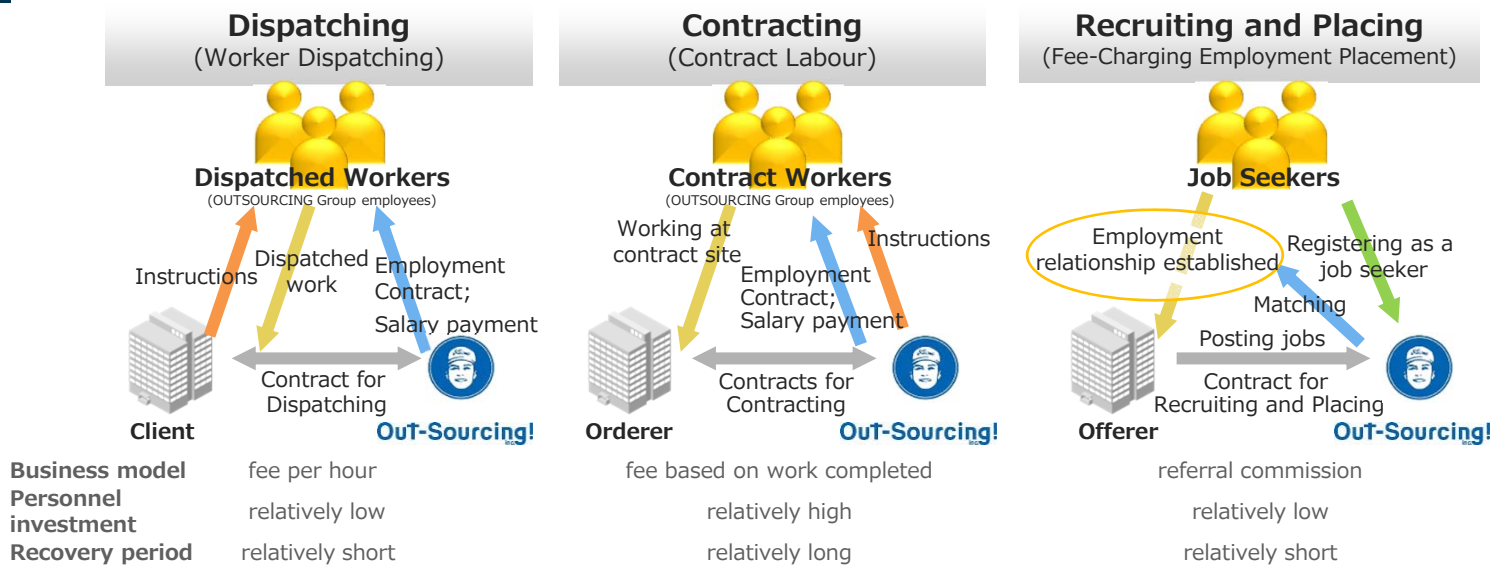 Dispatching
(Worker Dispatching)
Dispatched Workers
(OUTSOURCING Group employees)
Instructions
Dispatched
work
Employment
Contract;
Salary payment
Contract for
Dispatching
Client
OuT-Sourcing!
inc.
Contracting
(Contract Labour)
Contract Workers
(OUTSOURCING Group employees)
Working at
contract site
Employment
Contract;
Salary payment
Instructions
Contracts for
Contracting
Orderer
OuT-Sourcing!
inc.
Recruiting and Placing
(Fee-Charging Employment Placement)
Job Seekers
Employment
relationship established
Registering as a
job seeker
Matching
Posting jobs
Contract for
Recruiting and Placing
Offerer
OuT-Sourcing!
inc.
Business model fee per hour fee based on work completed referral commission
Personnel
investment relatively low relatively high relatively low
Recovery period relatively short relatively long relatively short